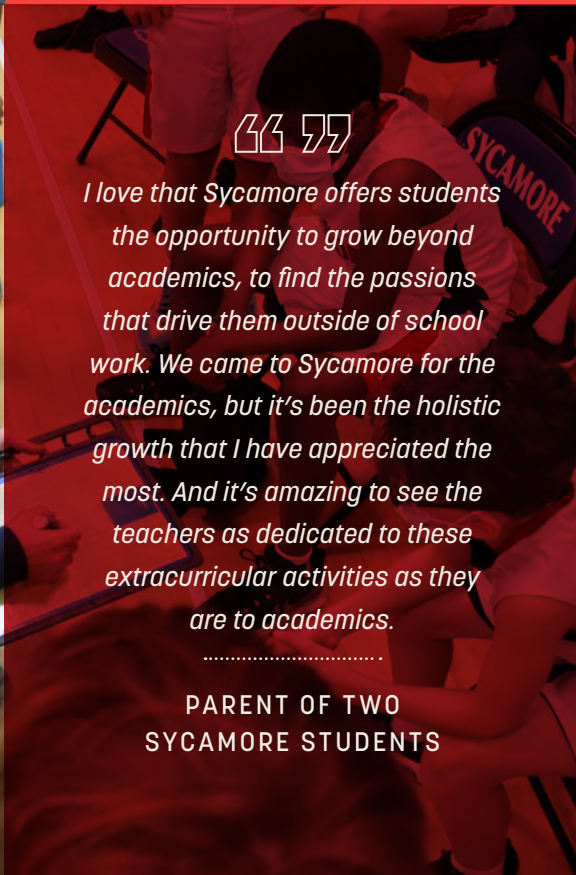 SYCAMORE
I love that Sycamore offers students
the opportunity to grow beyond
academics, to find the passions
that drive them outside of school
work. We came to Sycamore for the
academics, but it’s been the holistic
growth that I have appreciated the
most. And it’s amazing to see the
teachers as dedicated to these
extracurricular activities as they
are to academics.
PARENT OF TWO
SYCAMORE STUDENTS